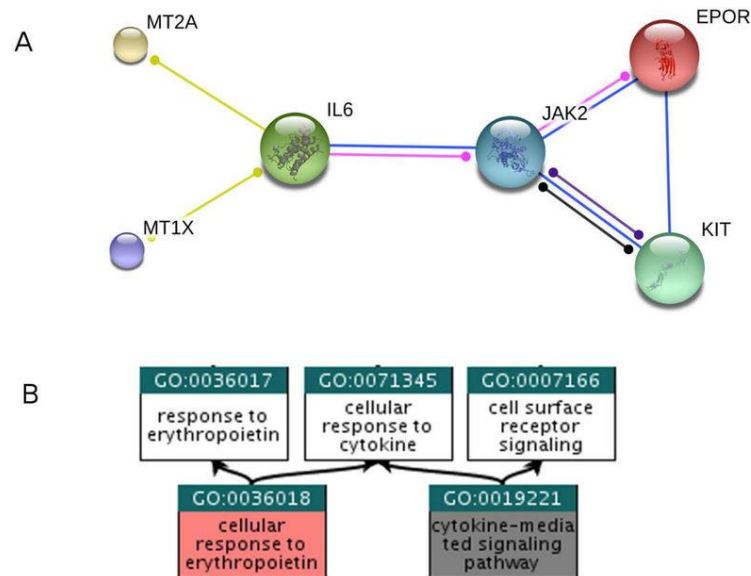 A
MT2A
EPOR
IL6
JAK2
MT1X
KIT
B
GO:0036017
response to
erythropoietin
GO:0071345
cellular
response to
cytokine
GO:0007166
cell surface
receptor
signaling
GO:0036018
cellular
response to
erythropoietin
GO:0019221
cytokine-media
ted signaling
pathway